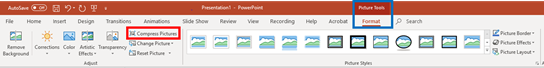 AutoSave Off Presentation1 - PowerPoint Picture Tools
File Home Insert Draw Design Transitions Animations Slide Show Review View Recording Help Acrobat Format
Remove Background Corrections Color Artistic Effects Transparency
Compress Pictures
Change Picture
Reset Picture
Picture Border
Picture Effects
Picture Layout
Adjust Picture Styles